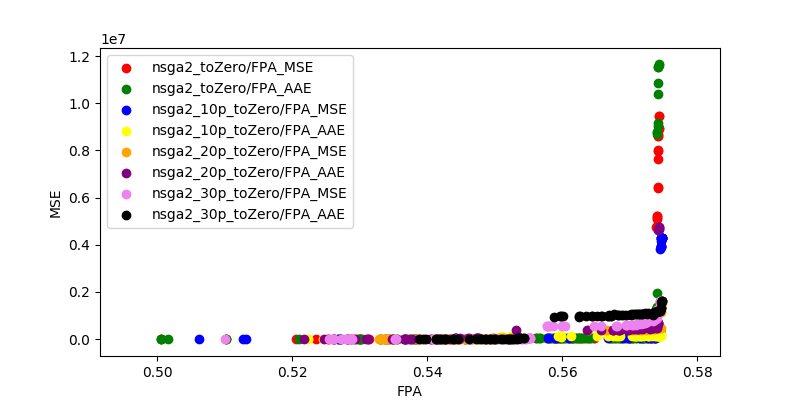 1e7
1.2
1.0
0.8
0.6
0.4
0.2
0.0
MSE
nsga2_toZero/FPA_MSE
nsga2_toZero/FPA_AAE
nsga2_10p_toZero/FPA_MSE
nsga2_10p_toZero/FPA_AAE
nsga2_20p_toZero/FPA_MSE
nsga2_20p_toZero/FPA_AAE
nsga2_30p_toZero/FPA_MSE
nsga2_30p_toZero/FPA_AAE
0.50 0.52 0.54 0.56 0.58
FPA